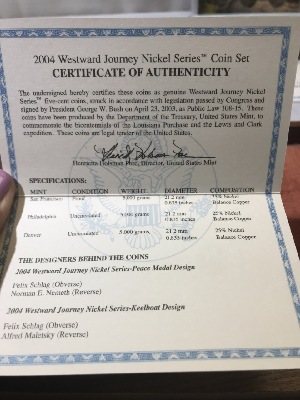 2004 Westward Journey Nickel Series™ Coin Set
CERTIFICATE OF AUTHENTICITY
The undersigned hereby certifies these coins as genuine Westward Journey Nickel
Series™ five-cent coins, struck in accordance with legislation passed by Congress and
signed by President George W. Bush on April 23, 2003, as Public Law 108-15. These
coins have been produced by the Department of the Treasury, United States Mint, to
commemorate the bicentennials of the Louisiana Purchase and the Lewis and Clark
expedition. These coins are legal tender of the United States.
Henrietta Holsman Fore, Director, United States Mint
SPECIFICATIONS:
MINT CONDITION WEIGHT DIAMETER COMPOSITION
San Francisco Proof 5.000 grams 21.2 mm 25% Nickel
0.835 inches Balance Copper
Philadelphia Uncirculated 5.000 grams 21.2 mm 25% Nickel
0.835 inches Balance Copper
Denver Uncirculated 5.000 grams 21.2 mm 25% Nickel
0.835 inches Balance Copper
THE DESIGNERS BEHIND THE COINS
2004 Westward Journey Nickel Series-Peace Medal Design
Felix Schlag (Obverse)
Norman E. Nemeth (Reverse)
2004 Westward Journey Nickel Series-Keelboat Design
Felix Schlag (Obverse)
Alfred Maletsky (Reverse)